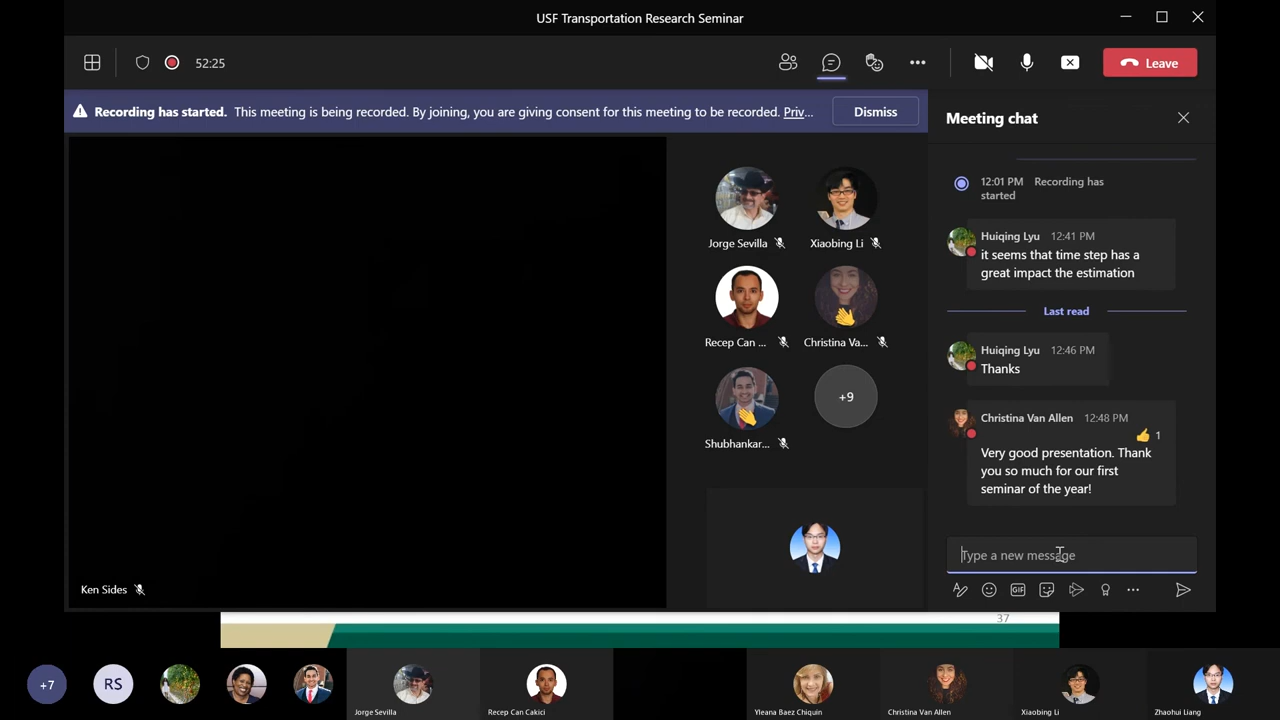 USF Transportation Research Seminar
52:25
Leave
Recording has started. This meeting is being recorded. By joining, you are giving consent for this meeting to be recorded. Priv...
Dismiss
Meeting chat
12:01 PM Recording has
started
Huiqing Lyu 12:41 PM
it seems that time step has a
great impact the estimation
Last read
Huiqing Lyu 12:46 PM
Thanks
Christina Van Allen 12:48 PM
1
Very good presentation. Thank
you so much for our first
seminar of the year!
Type a new message
GIF
Jorge Sevilla
Xiaobing Li
Recep Can ...
Christina Va...
Shubhankar...
+9
Ken Sides
37
+7
RS
Jorge Sevilla
Recep Can Cakici
Yleana Baez Chiquin
Christina Van Allen
Xiaobing Li
Zhaohui Liang